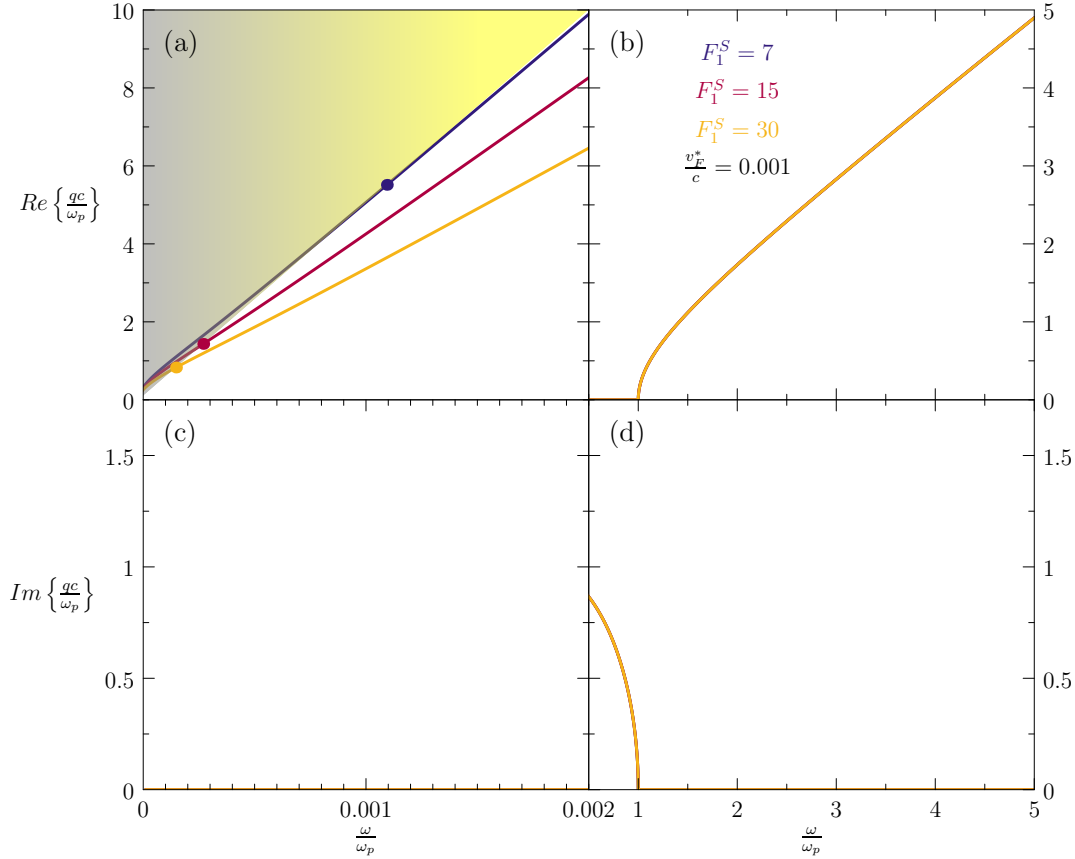 (a)
10
8
6
4
2
0
Re{qc/ω_p}
(b)
F_1^S = 7
F_1^S = 15
F_1^S = 30
v_F^*/c = 0.001
5
4
3
2
1
0
(c)
1.5
1
0.5
0
Im{qc/ω_p}
0
0.001
0.002
ω/ω_p
(d)
1.5
1
0.5
0
1
2
3
4
5
ω/ω_p